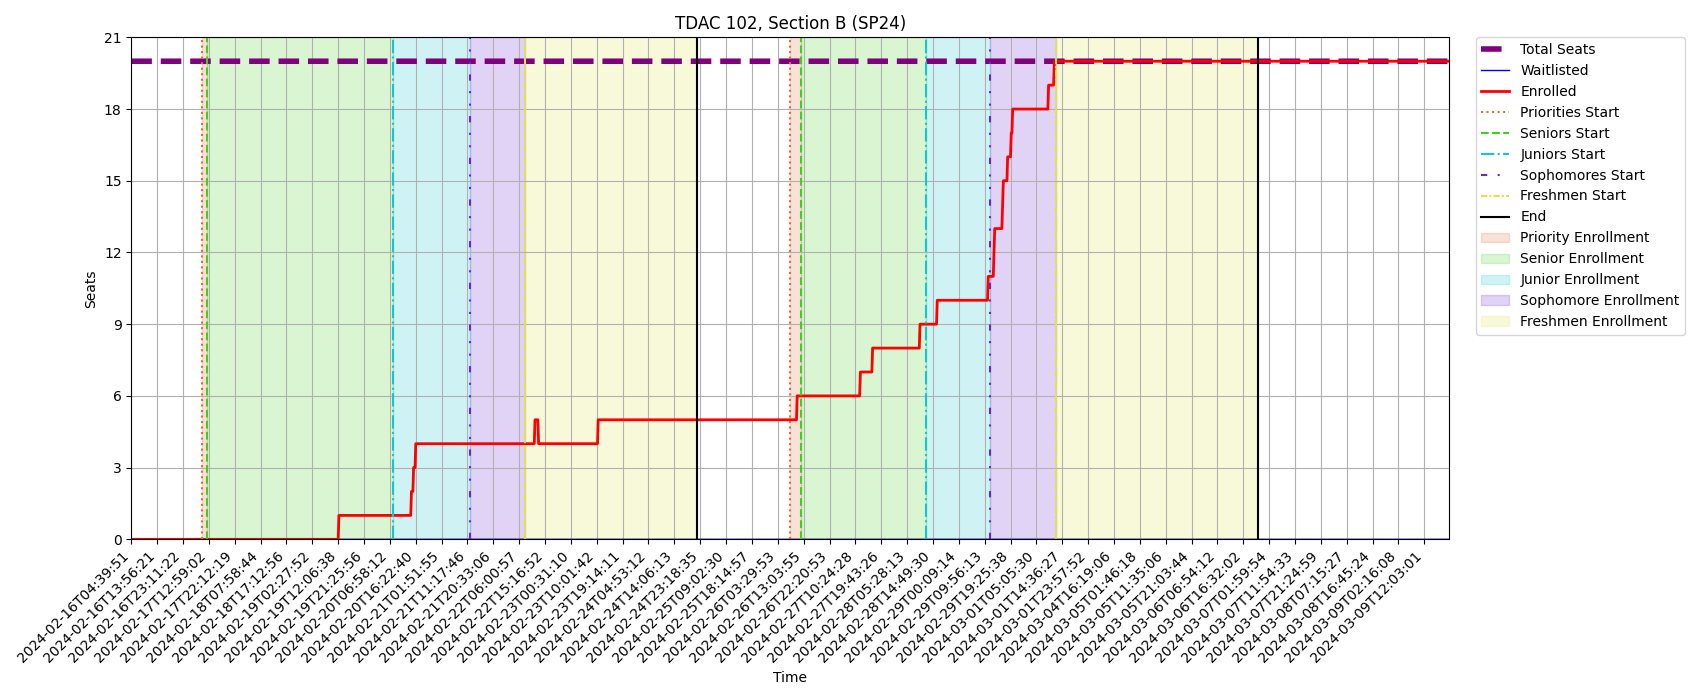 TDAC 102, Section B (SP24)
21
18
15
12
9
6
3
0
Seats
2024-02-16T04:39:51
2024-02-16T13:56:21
2024-02-16T23:11:22
2024-02-17T12:59:02
2024-02-17T22:12:19
2024-02-18T07:58:44
2024-02-18T17:12:56
2024-02-19T02:27:52
2024-02-19T12:06:38
2024-02-19T21:25:56
2024-02-20T06:58:12
2024-02-20T16:22:40
2024-02-21T01:51:55
2024-02-21T11:17:46
2024-02-21T20:33:06
2024-02-22T06:00:57
2024-02-22T15:16:52
2024-02-23T00:31:10
2024-02-23T10:01:42
2024-02-23T19:14:11
2024-02-24T04:53:12
2024-02-24T14:06:13
2024-02-24T23:18:35
2024-02-25T09:02:30
2024-02-25T18:14:57
2024-02-26T03:29:53
2024-02-26T13:03:55
2024-02-26T22:20:53
2024-02-27T10:24:28
2024-02-27T19:43:26
2024-02-28T05:28:13
2024-02-28T14:49:30
2024-02-29T00:09:14
2024-02-29T09:56:13
2024-02-29T19:25:38
2024-03-01T05:05:30
2024-03-01T14:36:27
2024-03-01T23:57:52
2024-03-04T16:19:06
2024-03-05T01:46:18
2024-03-05T11:35:06
2024-03-05T21:03:44
2024-03-06T06:54:12
2024-03-06T16:32:02
2024-03-07T01:59:54
2024-03-07T11:54:33
2024-03-07T21:24:59
2024-03-08T07:15:27
2024-03-08T16:45:24
2024-03-09T02:16:08
2024-03-09T12:03:01
Time
Total Seats
Waitlisted
Enrolled
Priorities Start
Seniors Start
Juniors Start
Sophomores Start
Freshmen Start
End
Priority Enrollment
Senior Enrollment
Junior Enrollment
Sophomore Enrollment
Freshmen Enrollment